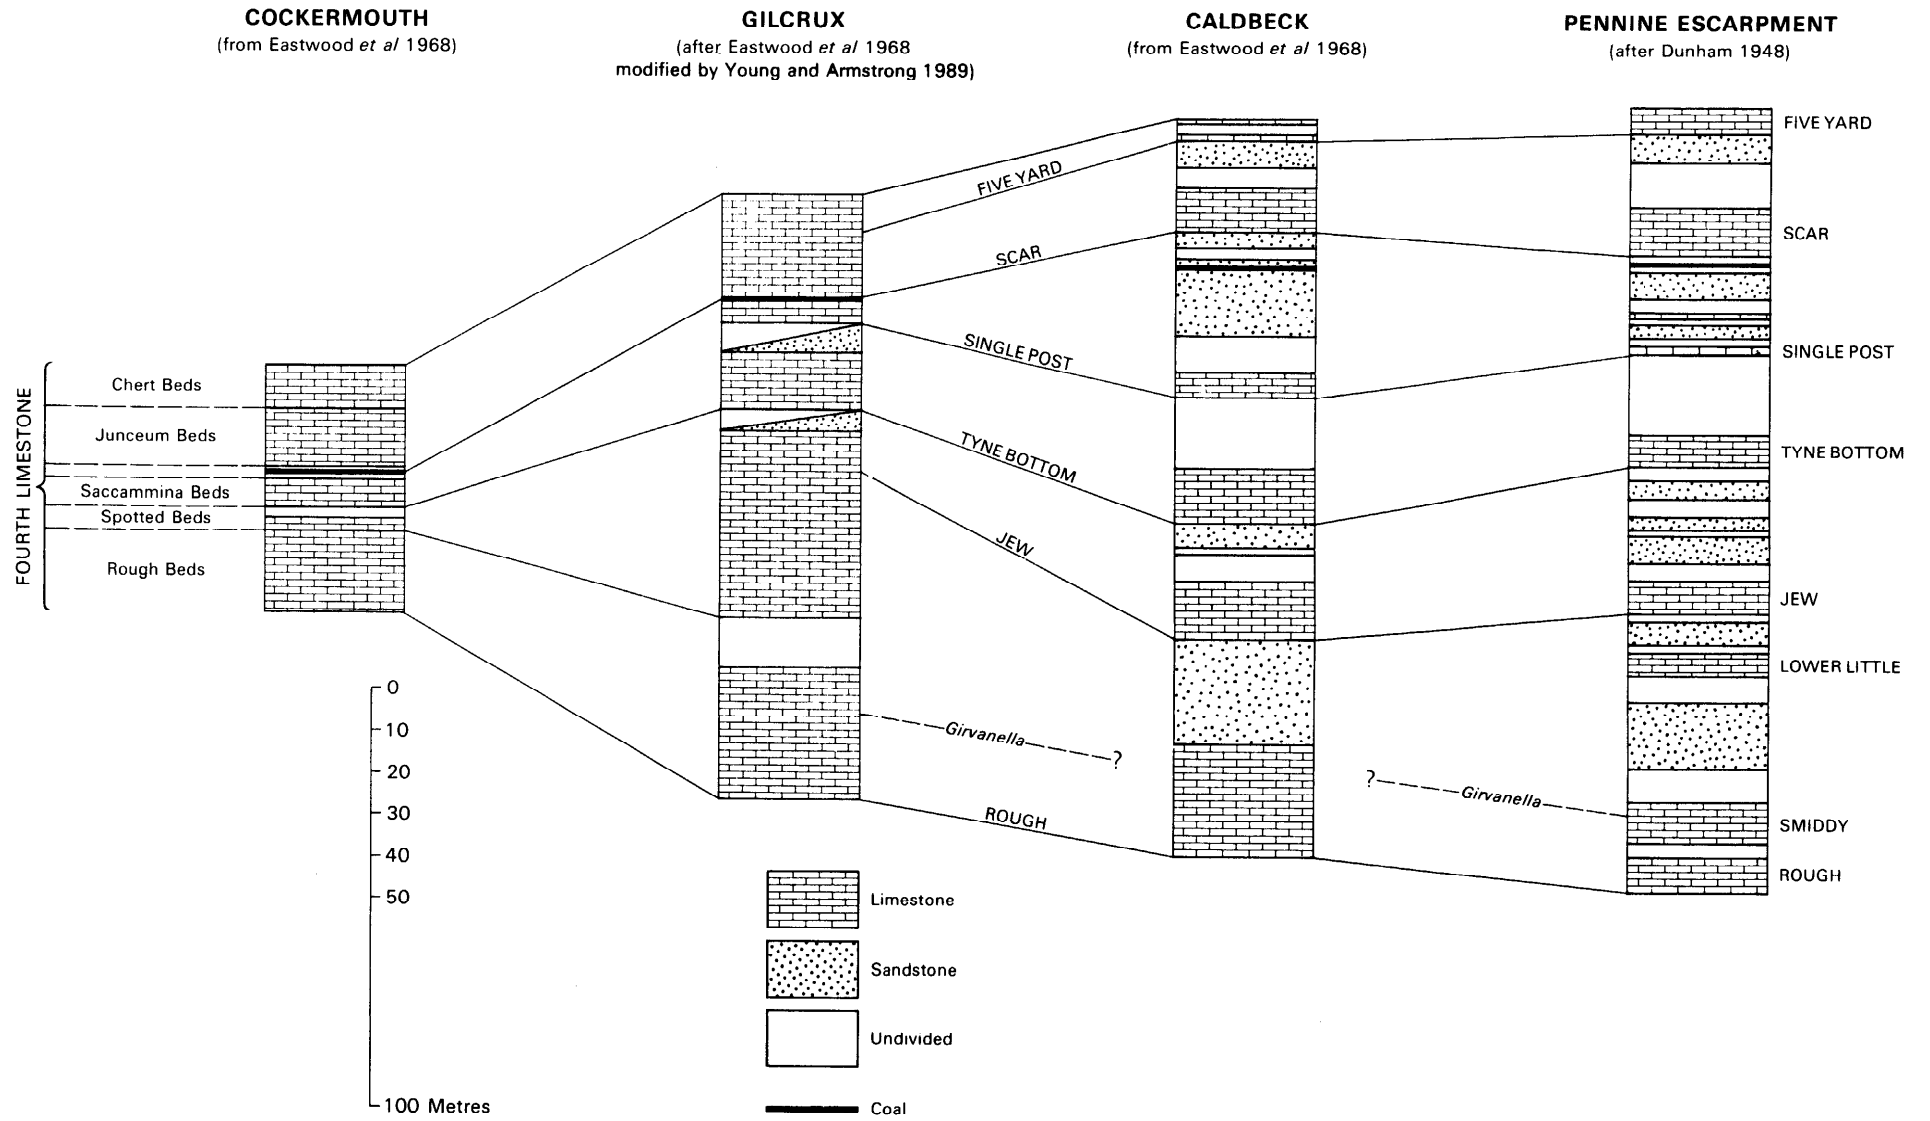 COCKERMOUTH
(from Eastwood et al 1968)
GILCRUX
(after Eastwood et al 1968
modified by Young and Armstrong 1989)
CALDBECK
(from Eastwood et al 1968)
PENNINE ESCARPMENT
(after Dunham 1948)
FOURTH LIMESTONE
Chert Beds
Junceum Beds
Saccammina Beds
Spotted Beds
Rough Beds
FIVE YARD
SCAR
SINGLE POST
TYNE BOTTOM
JEW
Girvanella
?
ROUGH
?
Girvanella
FIVE YARD
SCAR
SINGLE POST
TYNE BOTTOM
JEW
LOWER LITTLE
SMIDDY
ROUGH
0
10
20
30
40
50
100 Metres
Limestone
Sandstone
Undivided
Coal